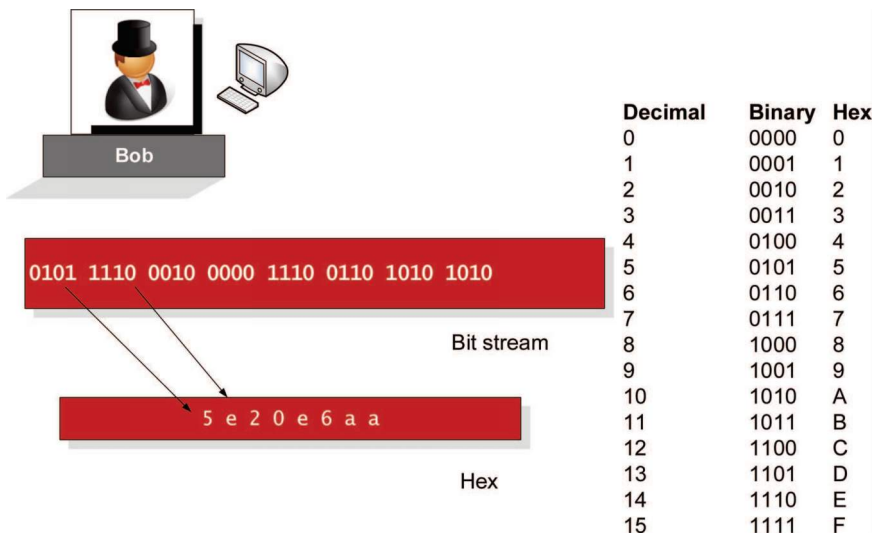 Bob
0101 1110 0010 0000 1110 0110 1010 1010
Bit stream
5 e 2 0 e 6 a a
Hex
Decimal Binary Hex
0 0000 0
1 0001 1
2 0010 2
3 0011 3
4 0100 4
5 0101 5
6 0110 6
7 0111 7
8 1000 8
9 1001 9
10 1010 A
11 1011 B
12 1100 C
13 1101 D
14 1110 E
15 1111 F